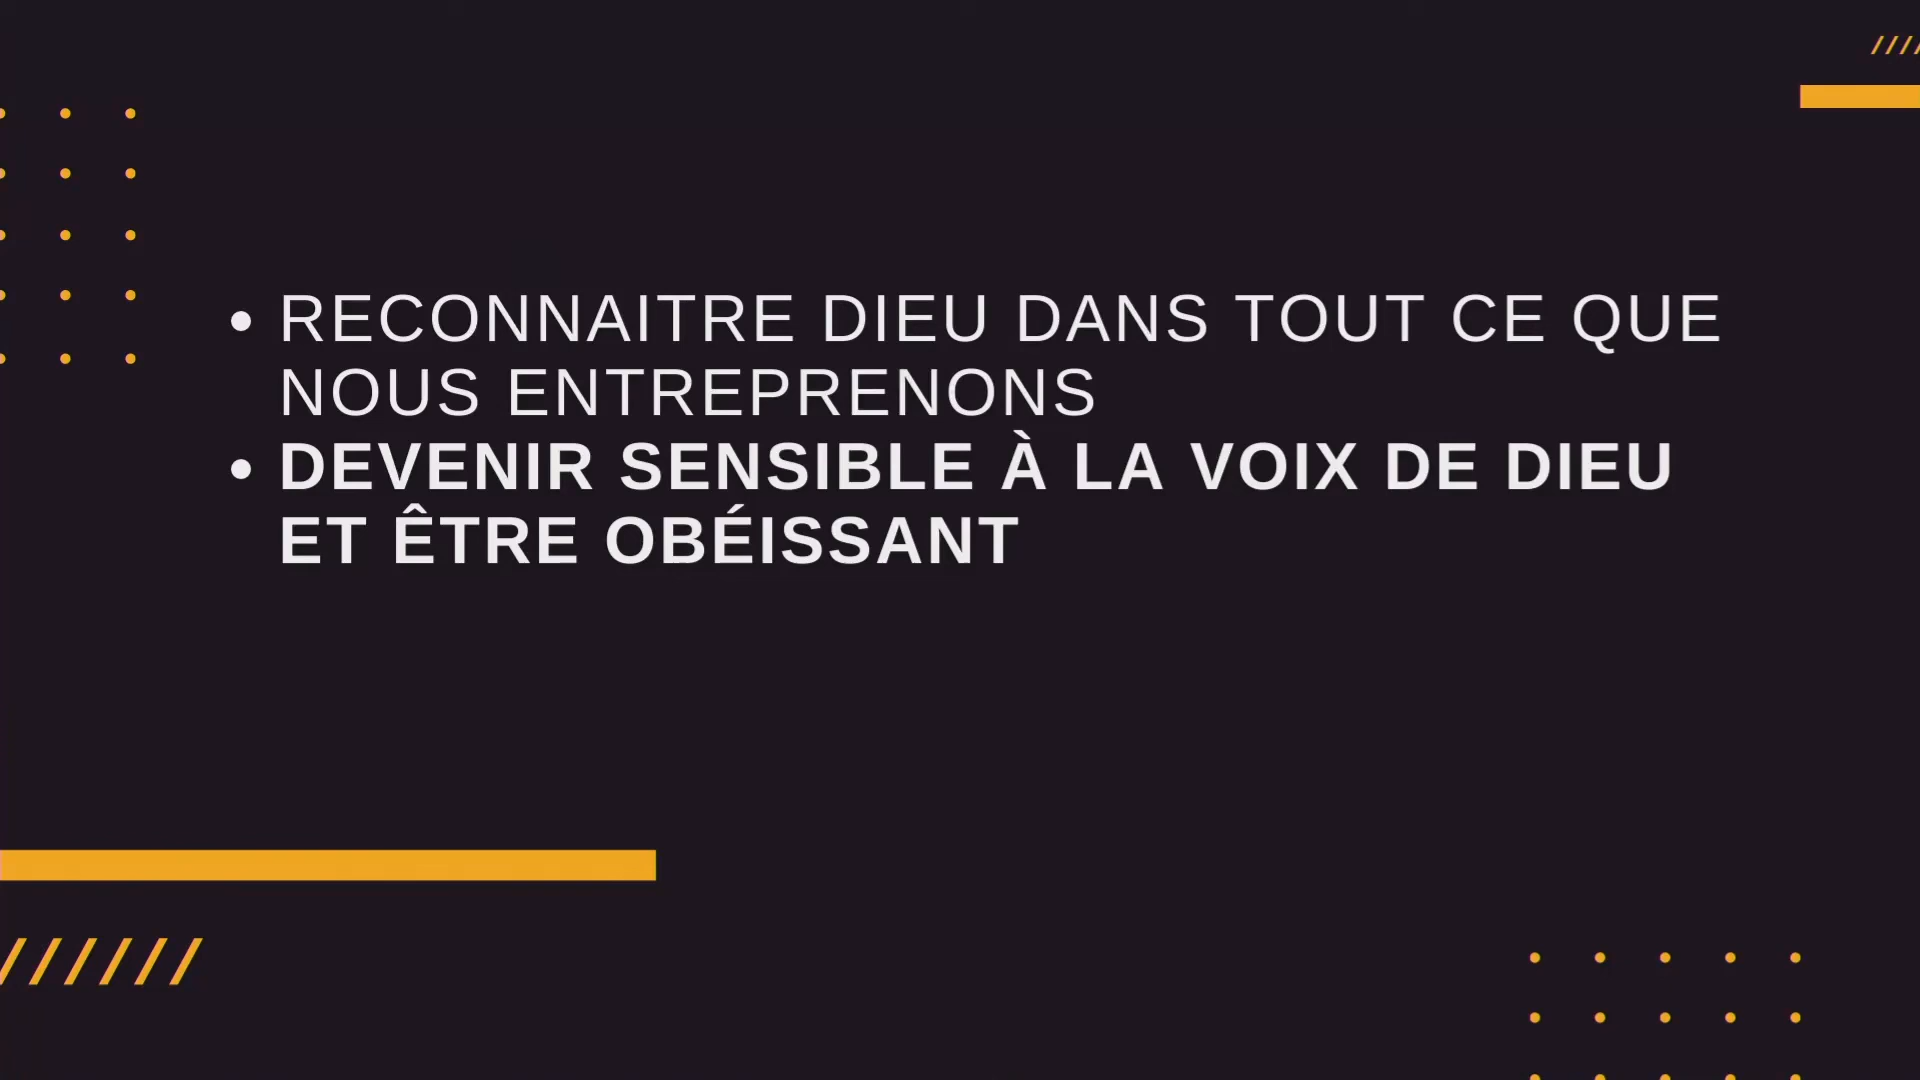 • RECONNAITRE DIEU DANS TOUT CE QUE
NOUS ENTREPRENONS
• DEVENIR SENSIBLE À LA VOIX DE DIEU
ET ÊTRE OBÉISSANT